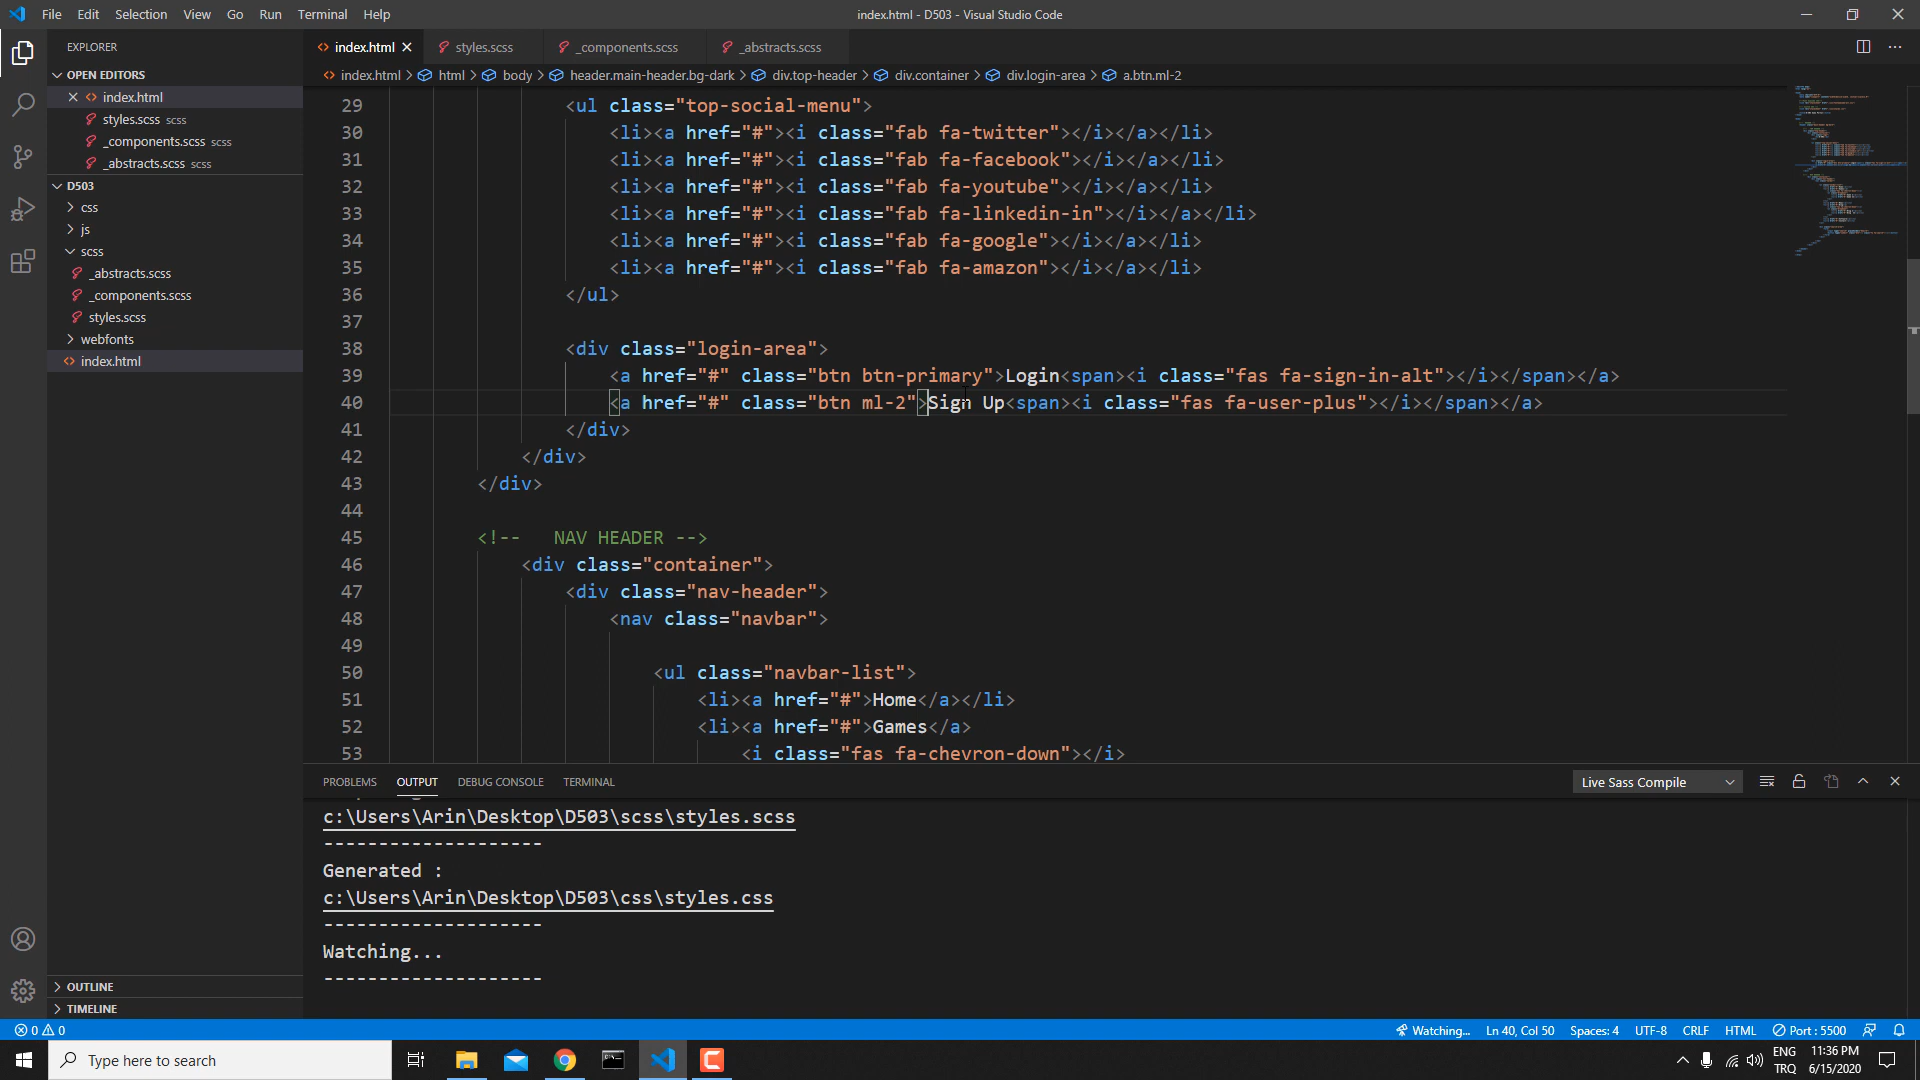 File Edit Selection View Go Run Terminal Help
index.html - D503 - Visual Studio Code
EXPLORER
OPEN EDITORS
index.html
styles.scss scss
_components.scss scss
_abstracts.scss scss
D503
css
js
scss
_abstracts.scss
_components.scss
styles.scss
webfonts
index.html
OUTLINE
TIMELINE
index.html styles.scss _components.scss _abstracts.scss
index.html > html > body > header.main-header.bg-dark > div.top-header > div.container > div.login-area > a.btn.ml-2
29 <ul class="top-social-menu">
30 <li><a href="#"><i class="fab fa-twitter"></i></a></li>
31 <li><a href="#"><i class="fab fa-facebook"></i></a></li>
32 <li><a href="#"><i class="fab fa-youtube"></i></a></li>
33 <li><a href="#"><i class="fab fa-linkedin-in"></i></a></li>
34 <li><a href="#"><i class="fab fa-google"></i></a></li>
35 <li><a href="#"><i class="fab fa-amazon"></i></a></li>
36 </ul>
37
38 <div class="login-area">
39 <a href="#" class="btn btn-primary">Login<span><i class="fas fa-sign-in-alt"></i></span></a>
40 <a href="#" class="btn ml-2">Sign Up<span><i class="fas fa-user-plus"></i></span></a>
41 </div>
42 </div>
43 </div>
44
45 <!-- NAV HEADER -->
46 <div class="container">
47 <div class="nav-header">
48 <nav class="navbar">
49
50 <ul class="navbar-list">
51 <li><a href="#">Home</a></li>
52 <li><a href="#">Games</a>
53 <i class="fas fa-chevron-down"></i>
PROBLEMS OUTPUT DEBUG CONSOLE TERMINAL
Live Sass Compile
c:\Users\Arin\Desktop\D503\scss\styles.scss
--------------------
Generated :
c:\Users\Arin\Desktop\D503\css\styles.css
--------------------
Watching...
--------------------
0 0
Watching... Ln 40, Col 50 Spaces: 4 UTF-8 CRLF HTML Port : 5500
Type here to search
ENG
TRQ
11:36 PM
6/15/2020